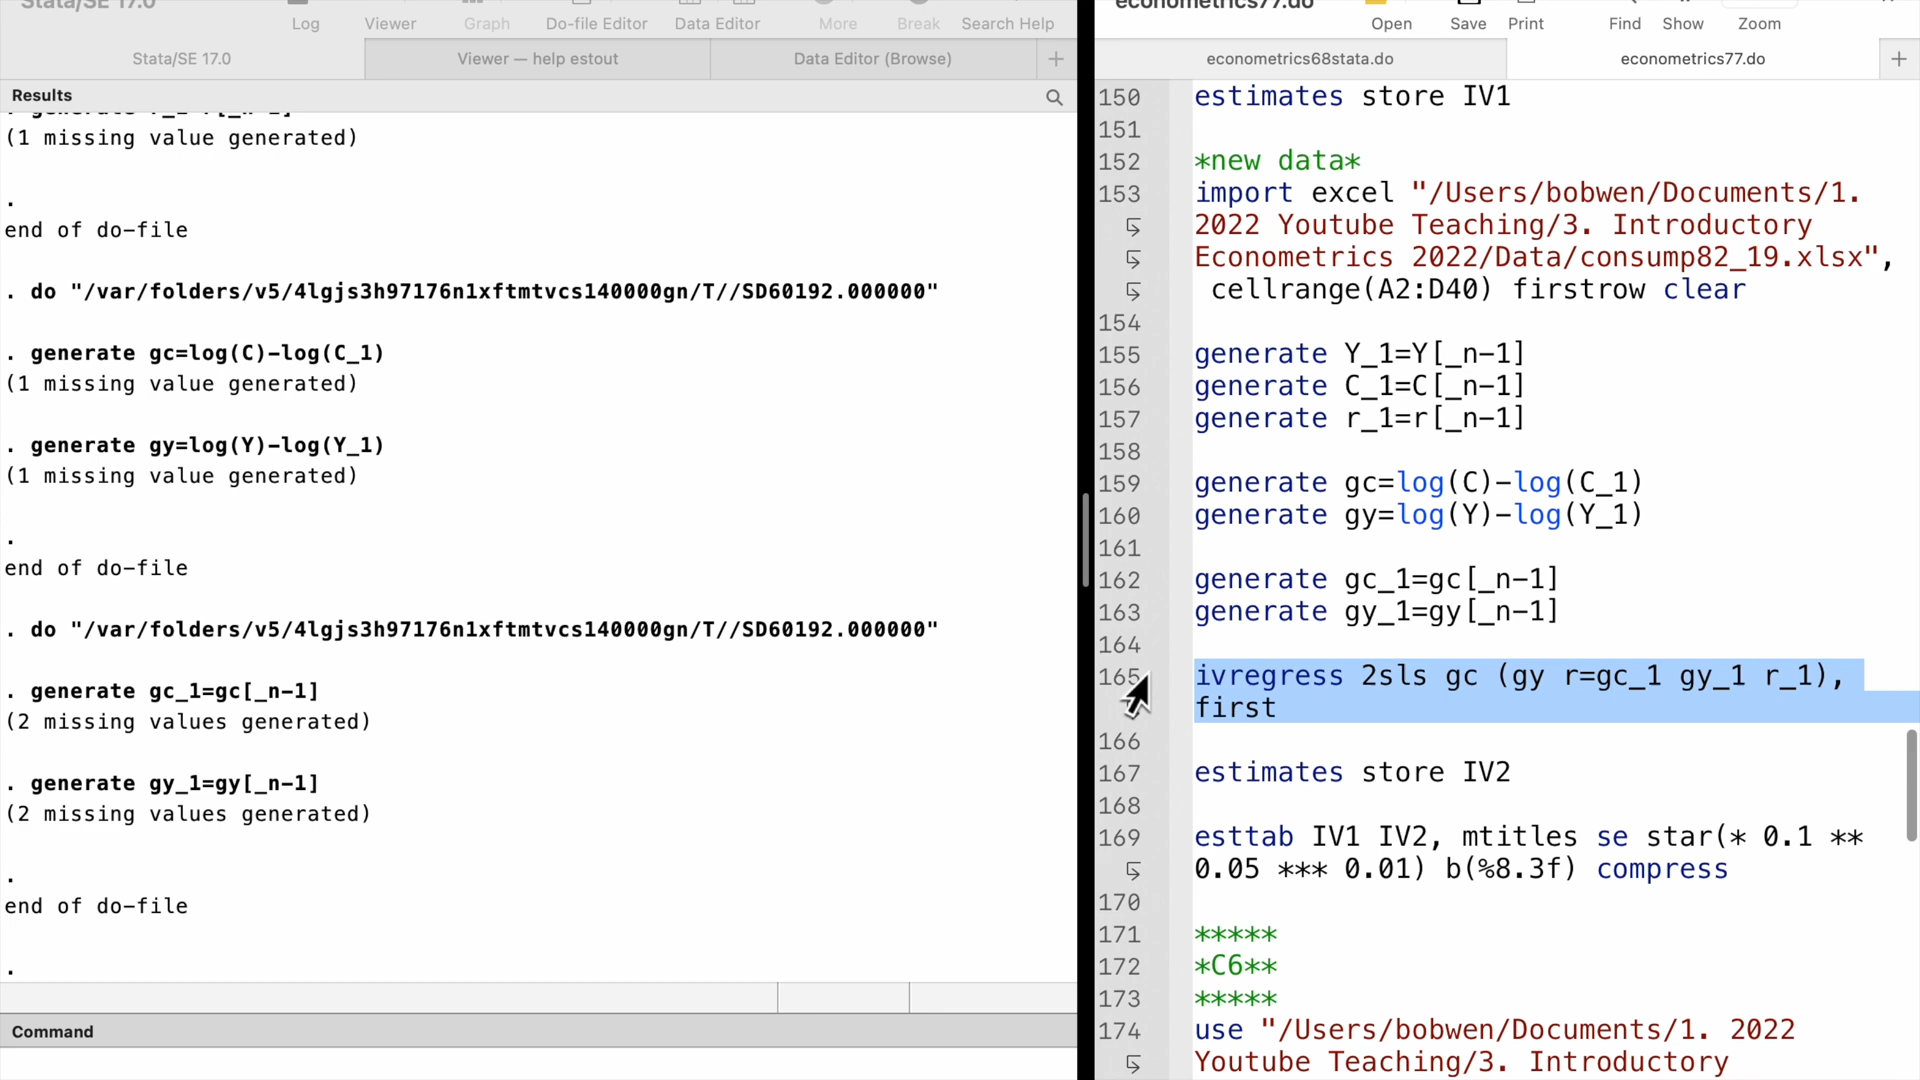 Stata/SE 17.0
Log Viewer Graph Do-file Editor Data Editor More Break Search Help
Stata/SE 17.0 Viewer — help estout Data Editor (Browse) +
Results
. generate r_1=r[_n-1]
(1 missing value generated)
.
end of do-file
. do "/var/folders/v5/4lgjs3h97176n1xftmtvcs140000gn/T//SD60192.000000"
. generate gc=log(C)-log(C_1)
(1 missing value generated)
. generate gy=log(Y)-log(Y_1)
(1 missing value generated)
.
end of do-file
. do "/var/folders/v5/4lgjs3h97176n1xftmtvcs140000gn/T//SD60192.000000"
. generate gc_1=gc[_n-1]
(2 missing values generated)
. generate gy_1=gy[_n-1]
(2 missing values generated)
.
end of do-file
.
Command
econometrics77.do
Open Save Print Find Show Zoom
econometrics68stata.do econometrics77.do +
150 estimates store IV1
151
152 *new data*
153 import excel "/Users/bobwen/Documents/1.
2022 Youtube Teaching/3. Introductory
Econometrics 2022/Data/consump82_19.xlsx",
cellrange(A2:D40) firstrow clear
154
155 generate Y_1=Y[_n-1]
156 generate C_1=C[_n-1]
157 generate r_1=r[_n-1]
158
159 generate gc=log(C)-log(C_1)
160 generate gy=log(Y)-log(Y_1)
161
162 generate gc_1=gc[_n-1]
163 generate gy_1=gy[_n-1]
164
165 ivregress 2sls gc (gy r=gc_1 gy_1 r_1),
first
166
167 estimates store IV2
168
169 esttab IV1 IV2, mtitles se star(* 0.1 **
0.05 *** 0.01) b(%8.3f) compress
170
171 *****
172 *C6**
173 *****
174 use "/Users/bobwen/Documents/1. 2022
Youtube Teaching/3. Introductory